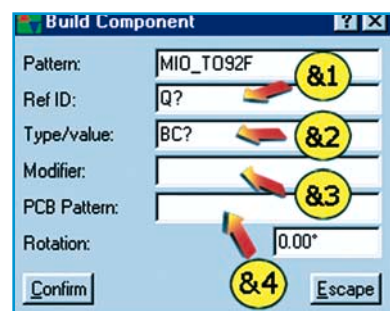 Build Component ? X
Pattern: MIO_TO92F
&1
Ref ID: Q?
Type/value: BC? &2
Modifier:
&3
PCB Pattern:
Rotation: 0.00°
&4
Confirm Escape